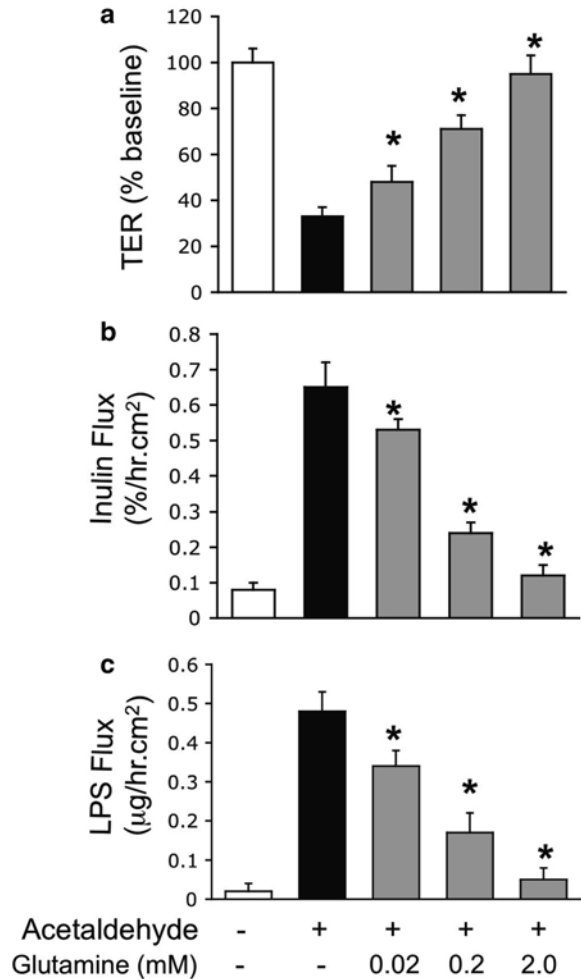 a
TER (% baseline)
120
100
80
60
40
20
0
* * *
b
Inulin Flux
(%/hr.cm²)
0.8
0.7
0.6
0.5
0.4
0.3
0.2
0.1
0
* * *
c
LPS Flux
(µg/hr.cm²)
0.6
0.5
0.4
0.3
0.2
0.1
0
* * *
Acetaldehyde - + + + +
Glutamine (mM) - - 0.02 0.2 2.0